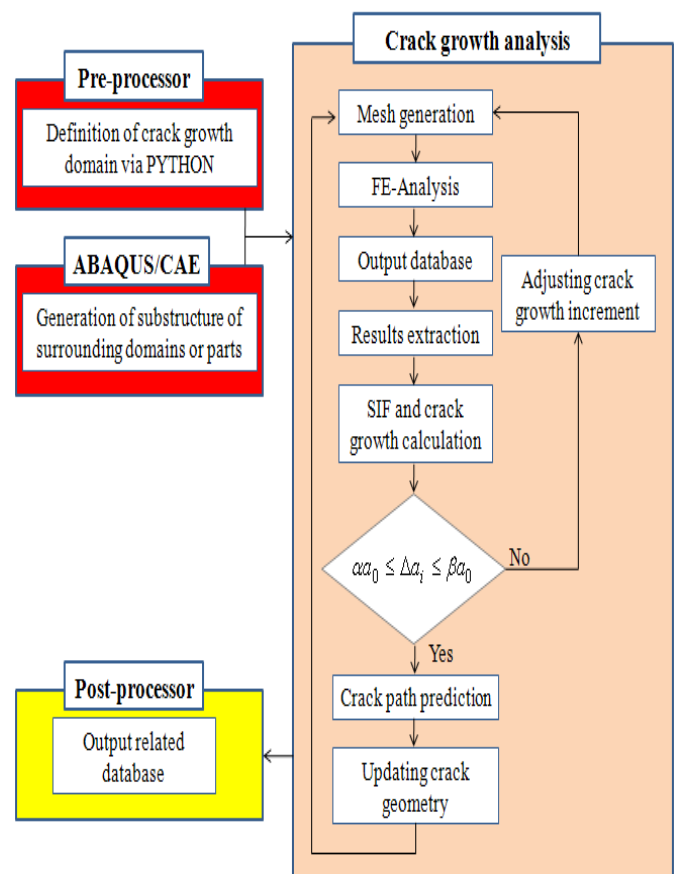 Crack growth analysis
Pre-processor
Definition of crack growth
domain via PYTHON
ABAQUS/CAE
Generation of substructure of
surrounding domains or parts
Mesh generation
FE-Analysis
Output database
Results extraction
SIF and crack
growth calculation
Adjusting crack
growth increment
αa₀ ≤ Δaᵢ ≤ βa₀
No
Yes
Crack path prediction
Updating crack
geometry
Post-processor
Output related
database